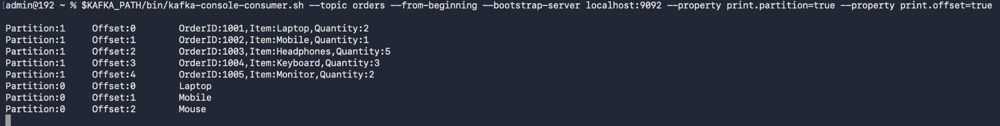 [admin@192 ~ % $KAFKA_PATH/bin/kafka-console-consumer.sh --topic orders --from-beginning --bootstrap-server localhost:9092 --property print.partition=true --property print.offset=true
Partition:1 Offset:0 OrderID:1001,Item:Laptop,Quantity:2
Partition:1 Offset:1 OrderID:1002,Item:Mobile,Quantity:1
Partition:1 Offset:2 OrderID:1003,Item:Headphones,Quantity:5
Partition:1 Offset:3 OrderID:1004,Item:Keyboard,Quantity:3
Partition:1 Offset:4 OrderID:1005,Item:Monitor,Quantity:2
Partition:0 Offset:0 Laptop
Partition:0 Offset:1 Mobile
Partition:0 Offset:2 Mouse